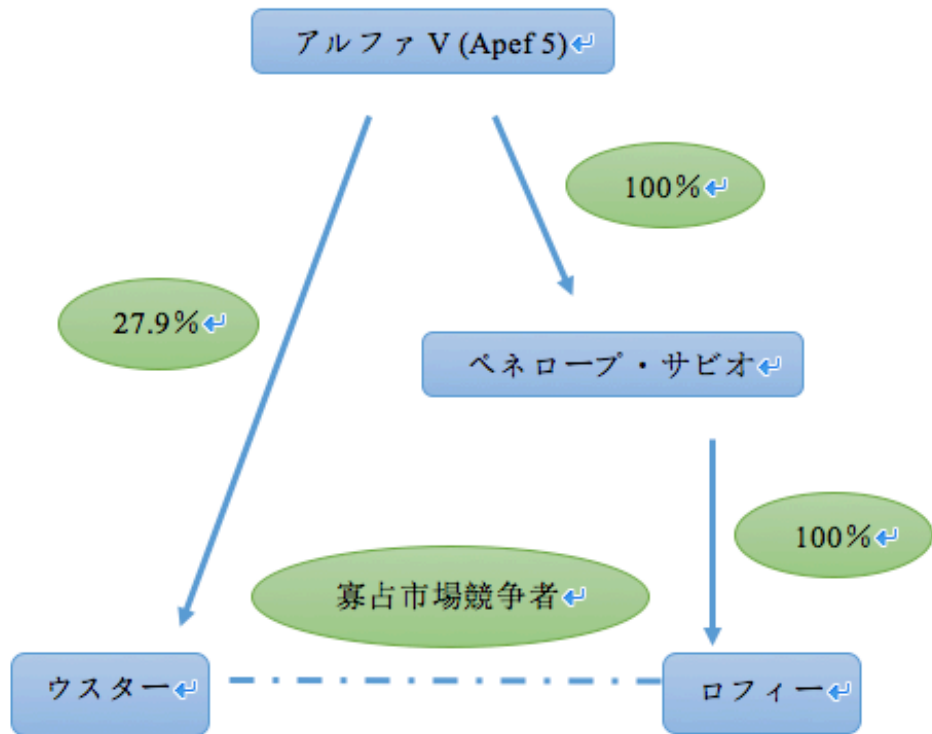 アルファ V (Apef 5)
100%
27.9%
ペネロープ・サビオ
100%
寡占市場競争者
ウスター
ロフィー